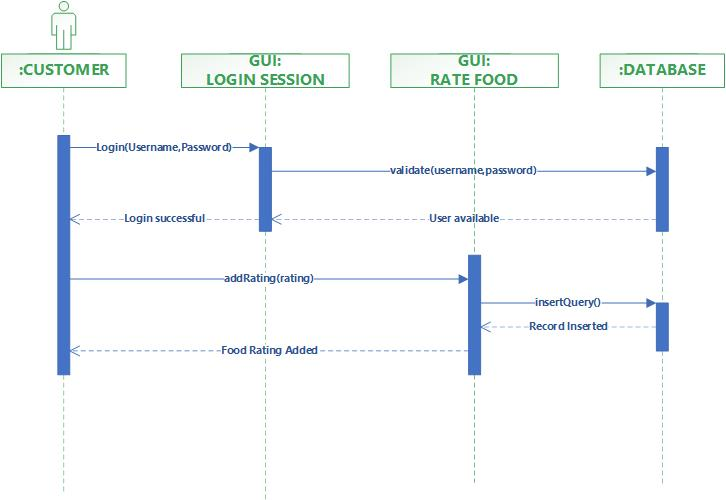 :CUSTOMER
GUI:
LOGIN SESSION
GUI:
RATE FOOD
:DATABASE
Login(Username,Password)
validate(username,password)
Login successful
User available
addRating(rating)
insertQuery()
Record Inserted
Food Rating Added